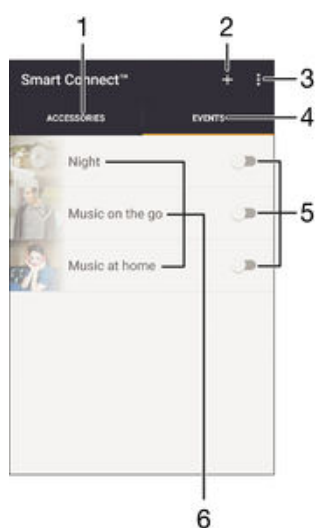 1
2
Smart Connect™
3
ACCESSORIES
EVENTS
4
Night
Music on the go
5
Music at home
6